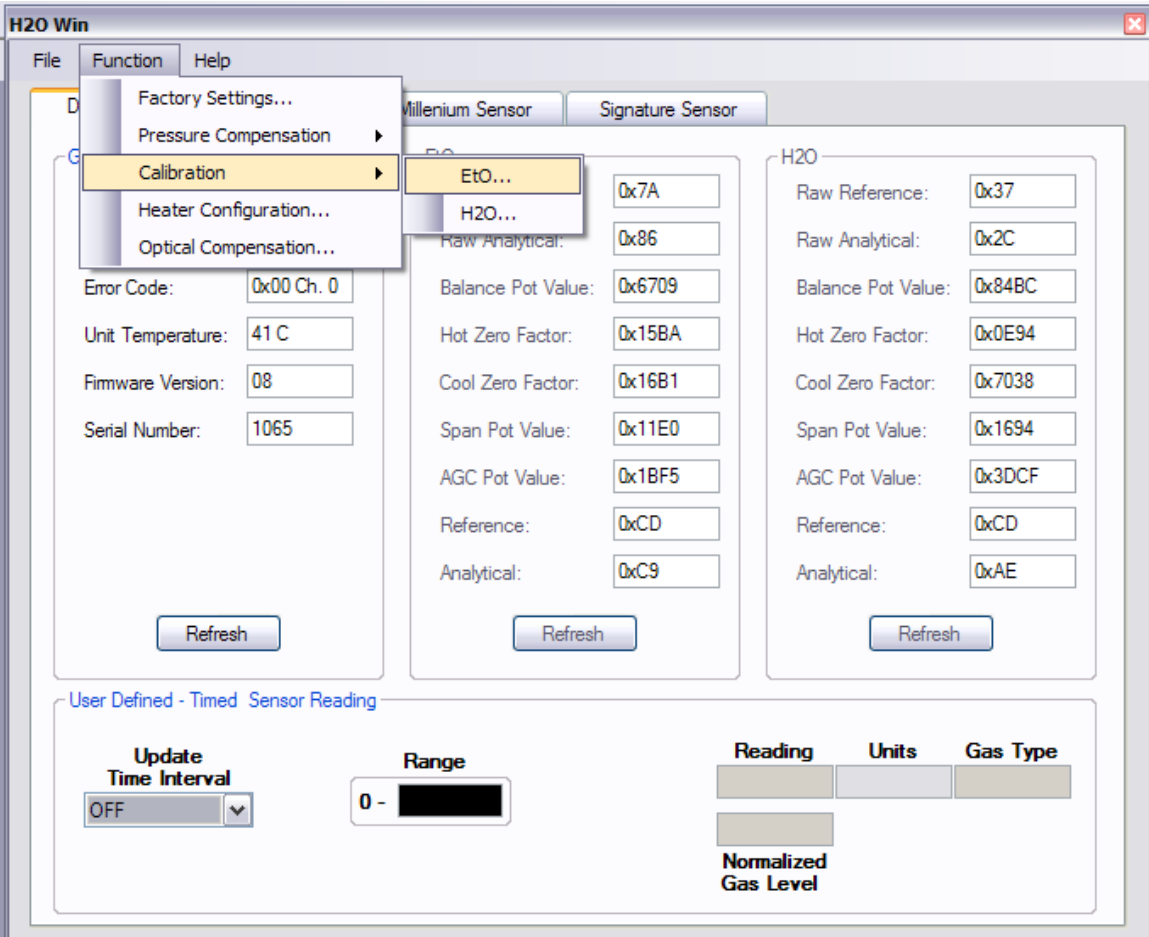 H2O Win
File Function Help
Factory Settings...
Pressure Compensation
Calibration
Heater Configuration...
Optical Compensation...
EtO...
H2O...
D
Millenium Sensor
Signature Sensor
G
Error Code: 0x00 Ch. 0
Unit Temperature: 41 C
Firmware Version: 08
Serial Number: 1065
Refresh
0x7A
Raw Analytical: 0x86
Balance Pot Value: 0x6709
Hot Zero Factor: 0x15BA
Cool Zero Factor: 0x16B1
Span Pot Value: 0x11E0
AGC Pot Value: 0x1BF5
Reference: 0xCD
Analytical: 0xC9
Refresh
H2O
Raw Reference: 0x37
Raw Analytical: 0x2C
Balance Pot Value: 0x84BC
Hot Zero Factor: 0x0E94
Cool Zero Factor: 0x7038
Span Pot Value: 0x1694
AGC Pot Value: 0x3DCF
Reference: 0xCD
Analytical: 0xAE
Refresh
User Defined - Timed Sensor Reading
Update
Time Interval
OFF
Range
0 -
Reading Units Gas Type
Normalized
Gas Level